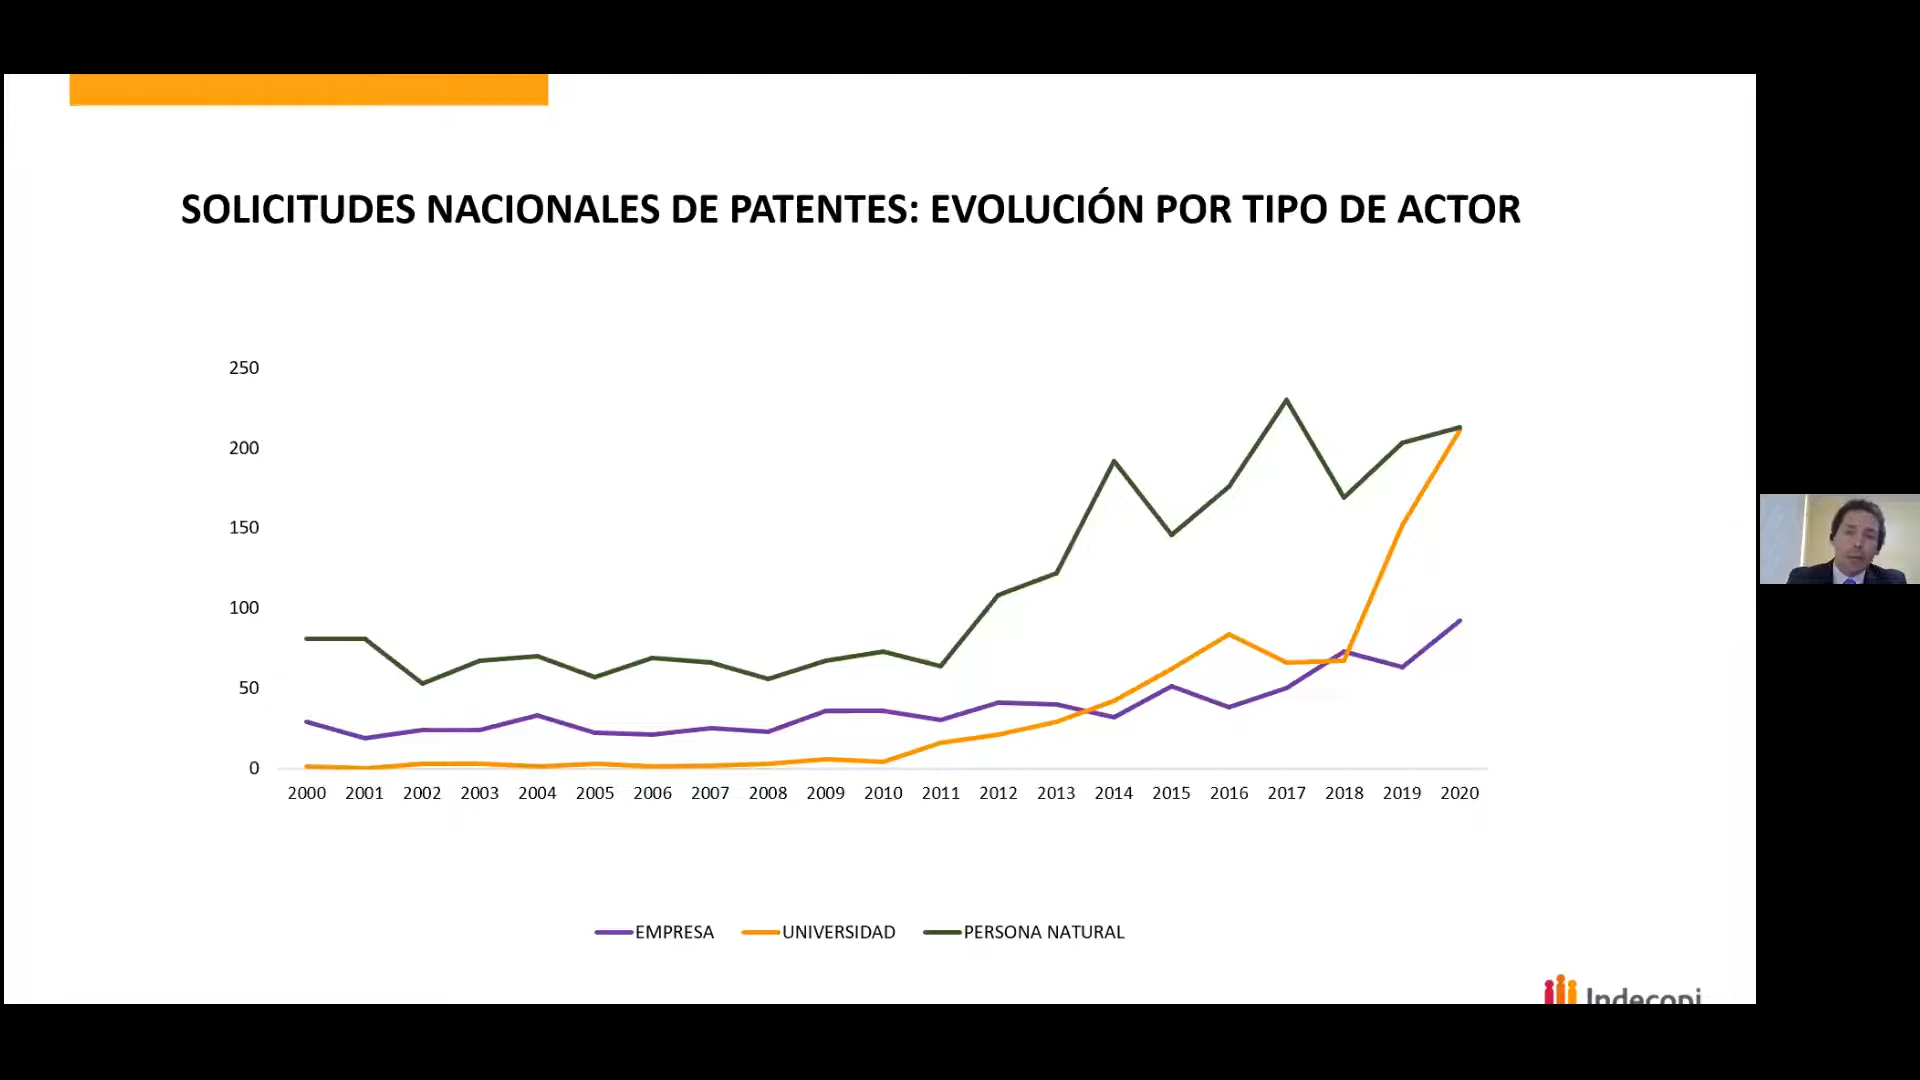 SOLICITUDES NACIONALES DE PATENTES: EVOLUCIÓN POR TIPO DE ACTOR
250
200
150
100
50
0
2000 2001 2002 2003 2004 2005 2006 2007 2008 2009 2010 2011 2012 2013 2014 2015 2016 2017 2018 2019 2020
EMPRESA UNIVERSIDAD PERSONA NATURAL
Indecopi